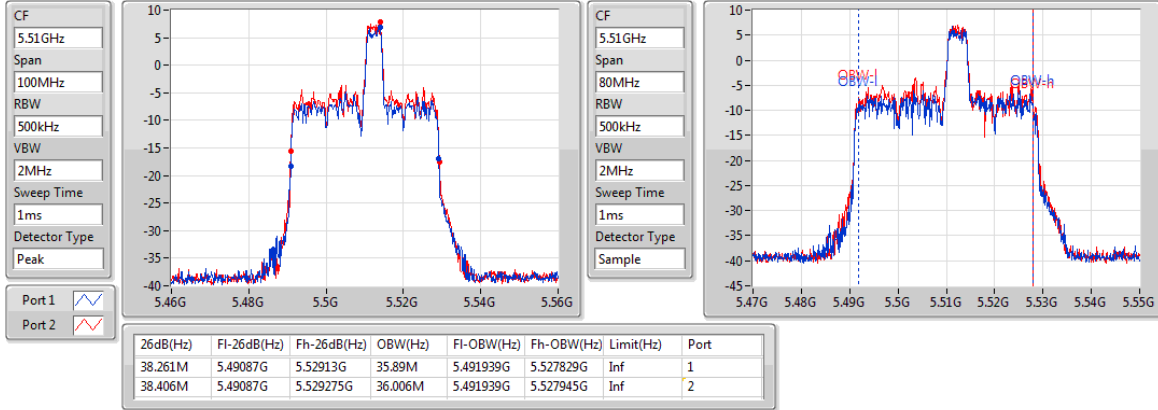 CF
5.51GHz
Span
100MHz
RBW
500kHz
VBW
2MHz
Sweep Time
1ms
Detector Type
Peak
Port 1
Port 2
10
5
0
-5
-10
-15
-20
-25
-30
-35
-40
5.46G 5.5G 5.52G 5.54G 5.56G
CF
5.51GHz
Span
80MHz
RBW
500kHz
VBW
2MHz
Sweep Time
1ms
Detector Type
Sample
10
5
0
-5
-10
-15
-20
-25
-30
-35
-40
-45
OBW-l
OBW-l
OBW-h
OBW-h
5.47G 5.48G 5.49G 5.5G 5.51G 5.52G 5.53G 5.54G 5.55G
26dB(Hz) Fl-26dB(Hz) Fh-26dB(Hz) OBW(Hz) Fl-OBW(Hz) Fh-OBW(Hz) Limit(Hz) Port
38.261M 5.49087G 5.52913G 35.89M 5.491939G 5.527829G Inf 1
38.406M 5.49087G 5.529275G 36.006M 5.491939G 5.527945G Inf 2